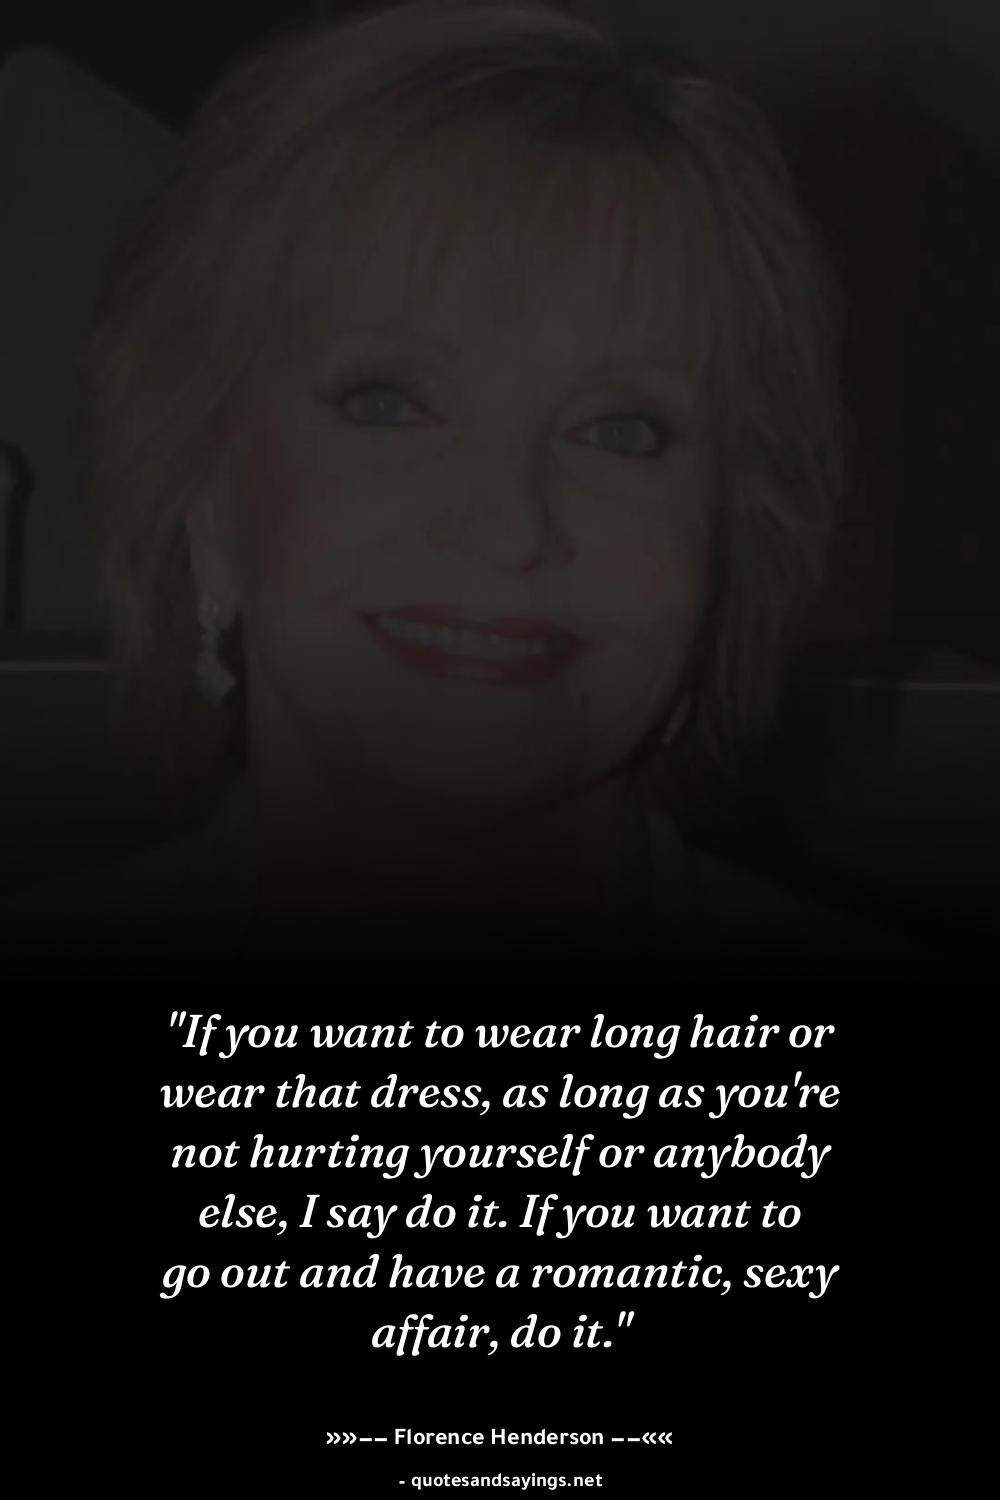 "If you want to wear long hair or
wear that dress, as long as you're
not hurting yourself or anybody
else, I say do it. If you want to
go out and have a romantic, sexy
affair, do it."
»»−− Florence Henderson −−««
- quotesandsayings.net